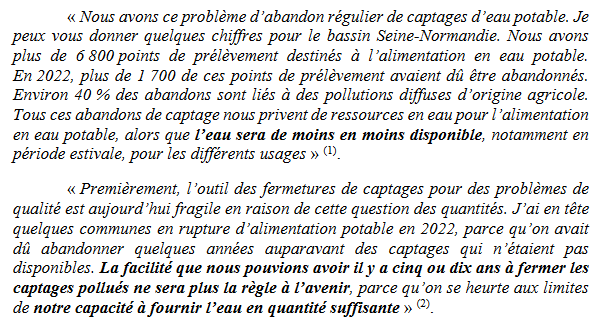 « Nous avons ce problème d’abandon régulier de captages d’eau potable. Je
peux vous donner quelques chiffres pour le bassin Seine-Normandie. Nous avons
plus de 6 800 points de prélèvement destinés à l’alimentation en eau potable.
En 2022, plus de 1 700 de ces points de prélèvement avaient dû être abandonnés.
Environ 40 % des abandons sont liés à des pollutions diffuses d’origine agricole.
Tous ces abandons de captage nous privent de ressources en eau pour l’alimentation
en eau potable, alors que l’eau sera de moins en moins disponible, notamment en
période estivale, pour les différents usages » (1).
« Premièrement, l’outil des fermetures de captages pour des problèmes de
qualité est aujourd’hui fragile en raison de cette question des quantités. J’ai en tête
quelques communes en rupture d’alimentation potable en 2022, parce qu’on avait
dû abandonner quelques années auparavant des captages qui n’étaient pas
disponibles. La facilité que nous pouvions avoir il y a cinq ou dix ans à fermer les
captages pollués ne sera plus la règle à l’avenir, parce qu’on se heurte aux limites
de notre capacité à fournir l’eau en quantité suffisante » (2).